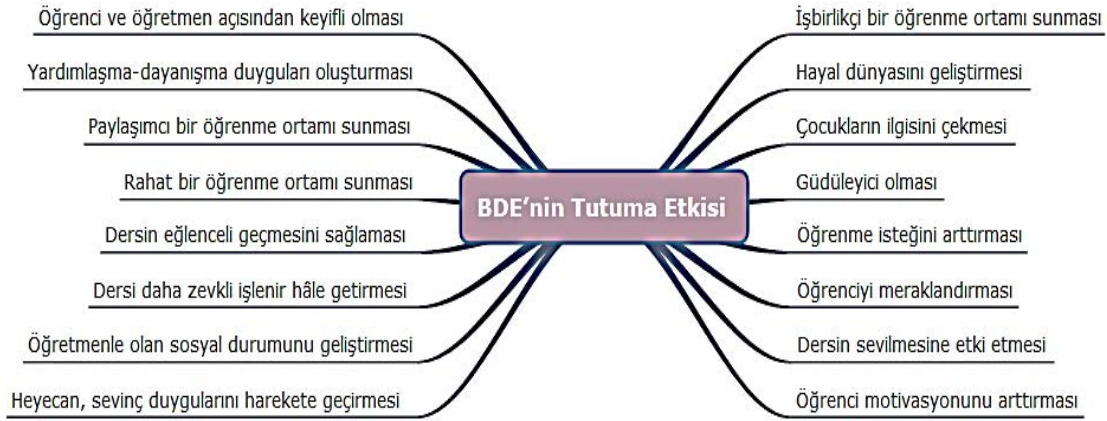 Öğrenci ve öğretmen açısından keyifli olması
Yardımlaşma-dayanışma duyguları oluşturması
Paylaşımcı bir öğrenme ortamı sunması
Rahat bir öğrenme ortamı sunması
Dersin eğlenceli geçmesini sağlaması
Dersi daha zevkli işlenir hâle getirmesi
Öğretmenle olan sosyal durumunu geliştirmesi
Heyecan, sevinç duygularını harekete geçirmesi
BDE'nin Tutuma Etkisi
İşbirlikçi bir öğrenme ortamı sunması
Hayal dünyasını geliştirmesi
Çocukların ilgisini çekmesi
Güdüleyici olması
Öğrenme isteğini arttırması
Öğrenciyi meraklandırması
Dersin sevilmesine etki etmesi
Öğrenci motivasyonunu arttırması